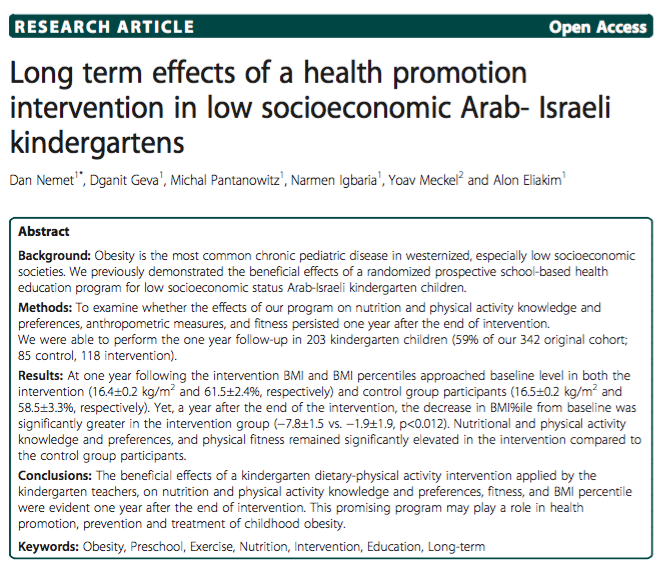 RESEARCH ARTICLE Open Access
Long term effects of a health promotion
intervention in low socioeconomic Arab- Israeli
kindergartens
Dan Nemet1*, Dganit Geva1, Michal Pantanowitz1, Narmen Igbaria1, Yoav Meckel2 and Alon Eliakim1
Abstract
Background: Obesity is the most common chronic pediatric disease in westernized, especially low socioeconomic
societies. We previously demonstrated the beneficial effects of a randomized prospective school-based health
education program for low socioeconomic status Arab-Israeli kindergarten children.
Methods: To examine whether the effects of our program on nutrition and physical activity knowledge and
preferences, anthropometric measures, and fitness persisted one year after the end of intervention.
We were able to perform the one year follow-up in 203 kindergarten children (59% of our 342 original cohort;
85 control, 118 intervention).
Results: At one year following the intervention BMI and BMI percentiles approached baseline level in both the
intervention (16.4±0.2 kg/m2 and 61.5±2.4%, respectively) and control group participants (16.5±0.2 kg/m2 and
58.5±3.3%, respectively). Yet, a year after the end of the intervention, the decrease in BMI%ile from baseline was
significantly greater in the intervention group (−7.8±1.5 vs. −1.9±1.9, p<0.012). Nutritional and physical activity
knowledge and preferences, and physical fitness remained significantly elevated in the intervention compared to
the control group participants.
Conclusions: The beneficial effects of a kindergarten dietary-physical activity intervention applied by the
kindergarten teachers, on nutrition and physical activity knowledge and preferences, fitness, and BMI percentile
were evident one year after the end of intervention. This promising program may play a role in health
promotion, prevention and treatment of childhood obesity.
Keywords: Obesity, Preschool, Exercise, Nutrition, Intervention, Education, Long-term